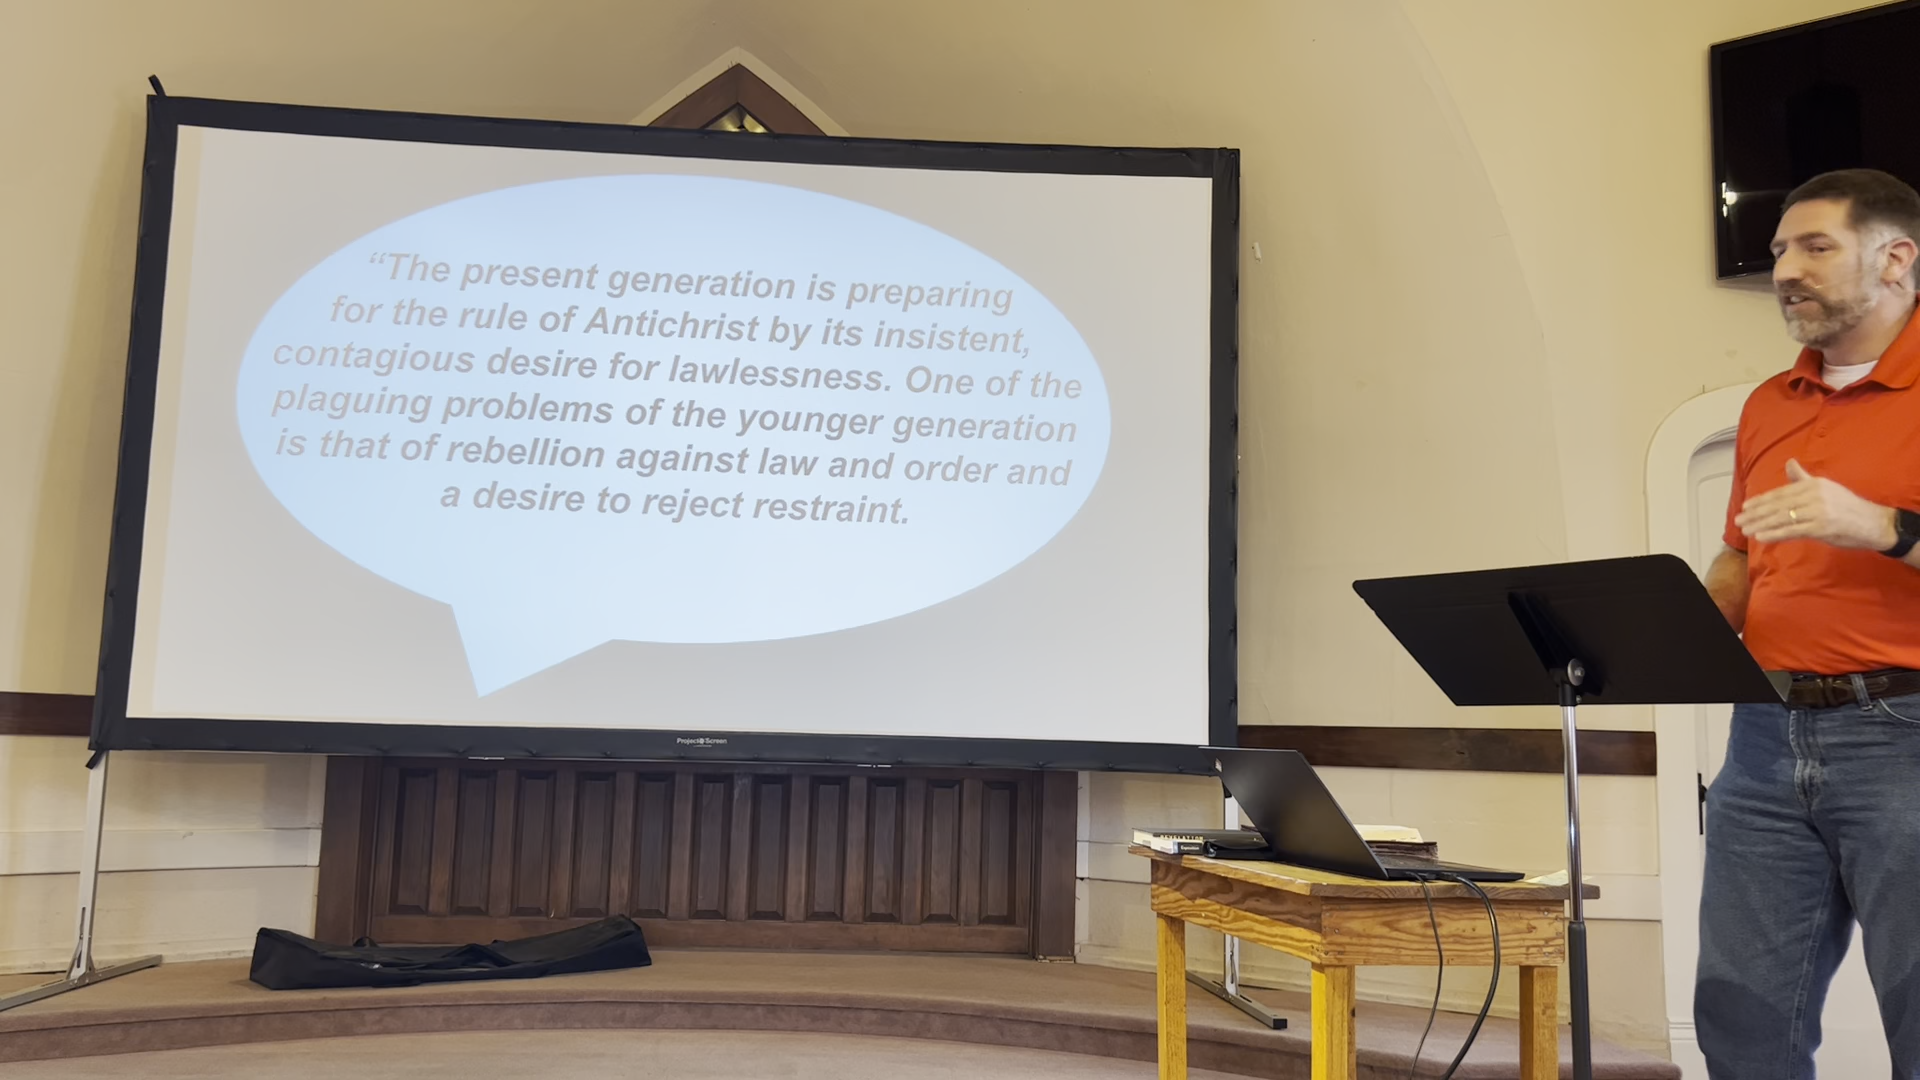 “The present generation is preparing
for the rule of Antichrist by its insistent,
contagious desire for lawlessness. One of the
plaguing problems of the younger generation
is that of rebellion against law and order and
a desire to reject restraint.
Project Screen
REVELATION